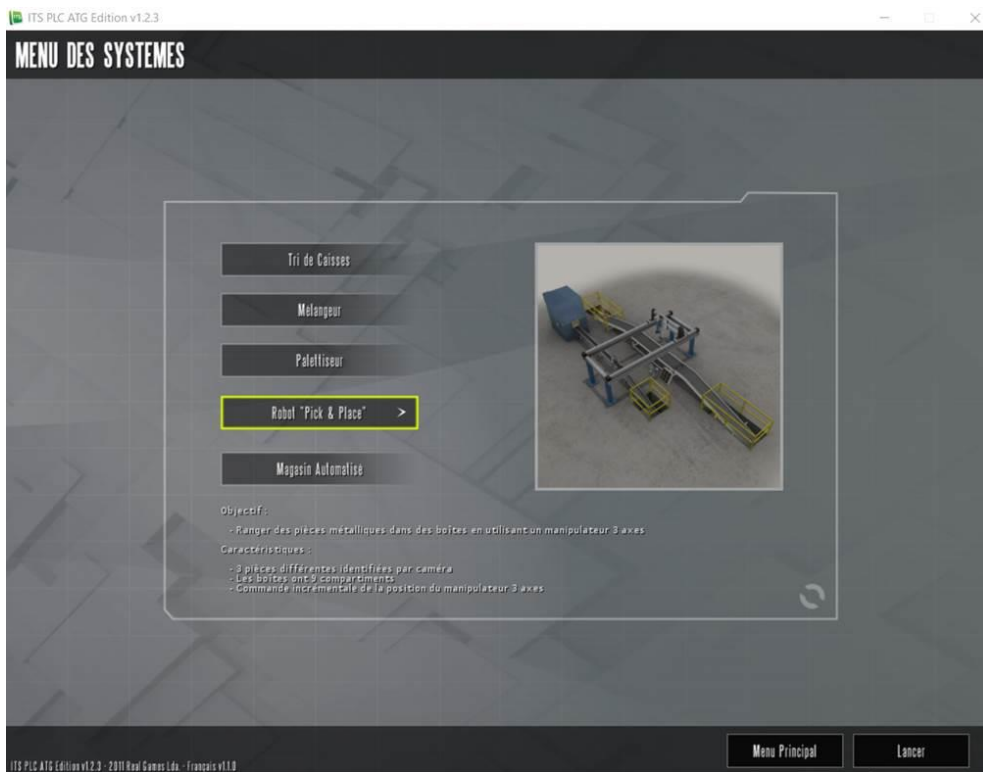 ITS PLC ATG Edition v1.2.3
MENU DES SYSTEMES
Tri de Caisses
Mélangeur
Palettiseur
Robot "Pick & Place" >
Magasin Automatise
Objectif :
- Ranger des pièces métalliques dans des boîtes en utilisant un manipulateur 3 axes
Caractéristiques :
- 3 pièces différentes identifiées par caméra
- Les boîtes ont 9 compartiments
- Commande incrémentale de la position du manipulateur 3 axes
Menu Principal
Lancer
ITS PLC ATG Edition v1.2.3 - 2011 Real Games Lda. - Français v1.1.0